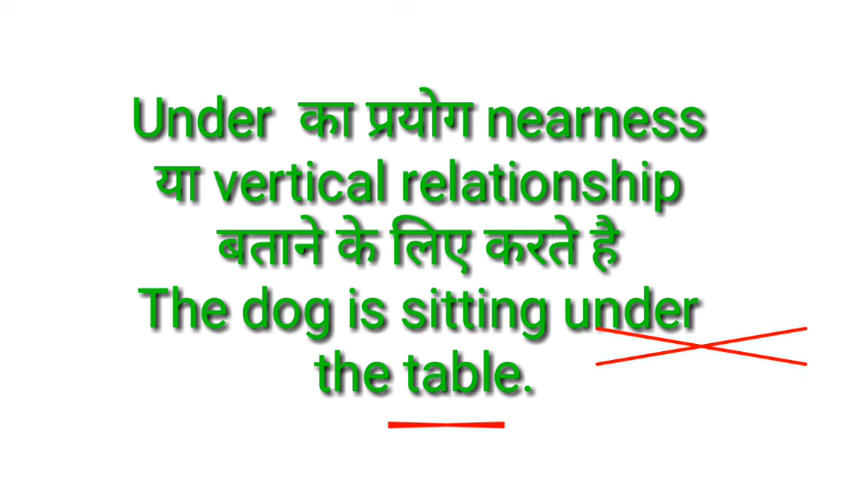 Under का प्रयोग nearness
या vertical relationship
बताने के लिए करते है
The dog is sitting under
the table.